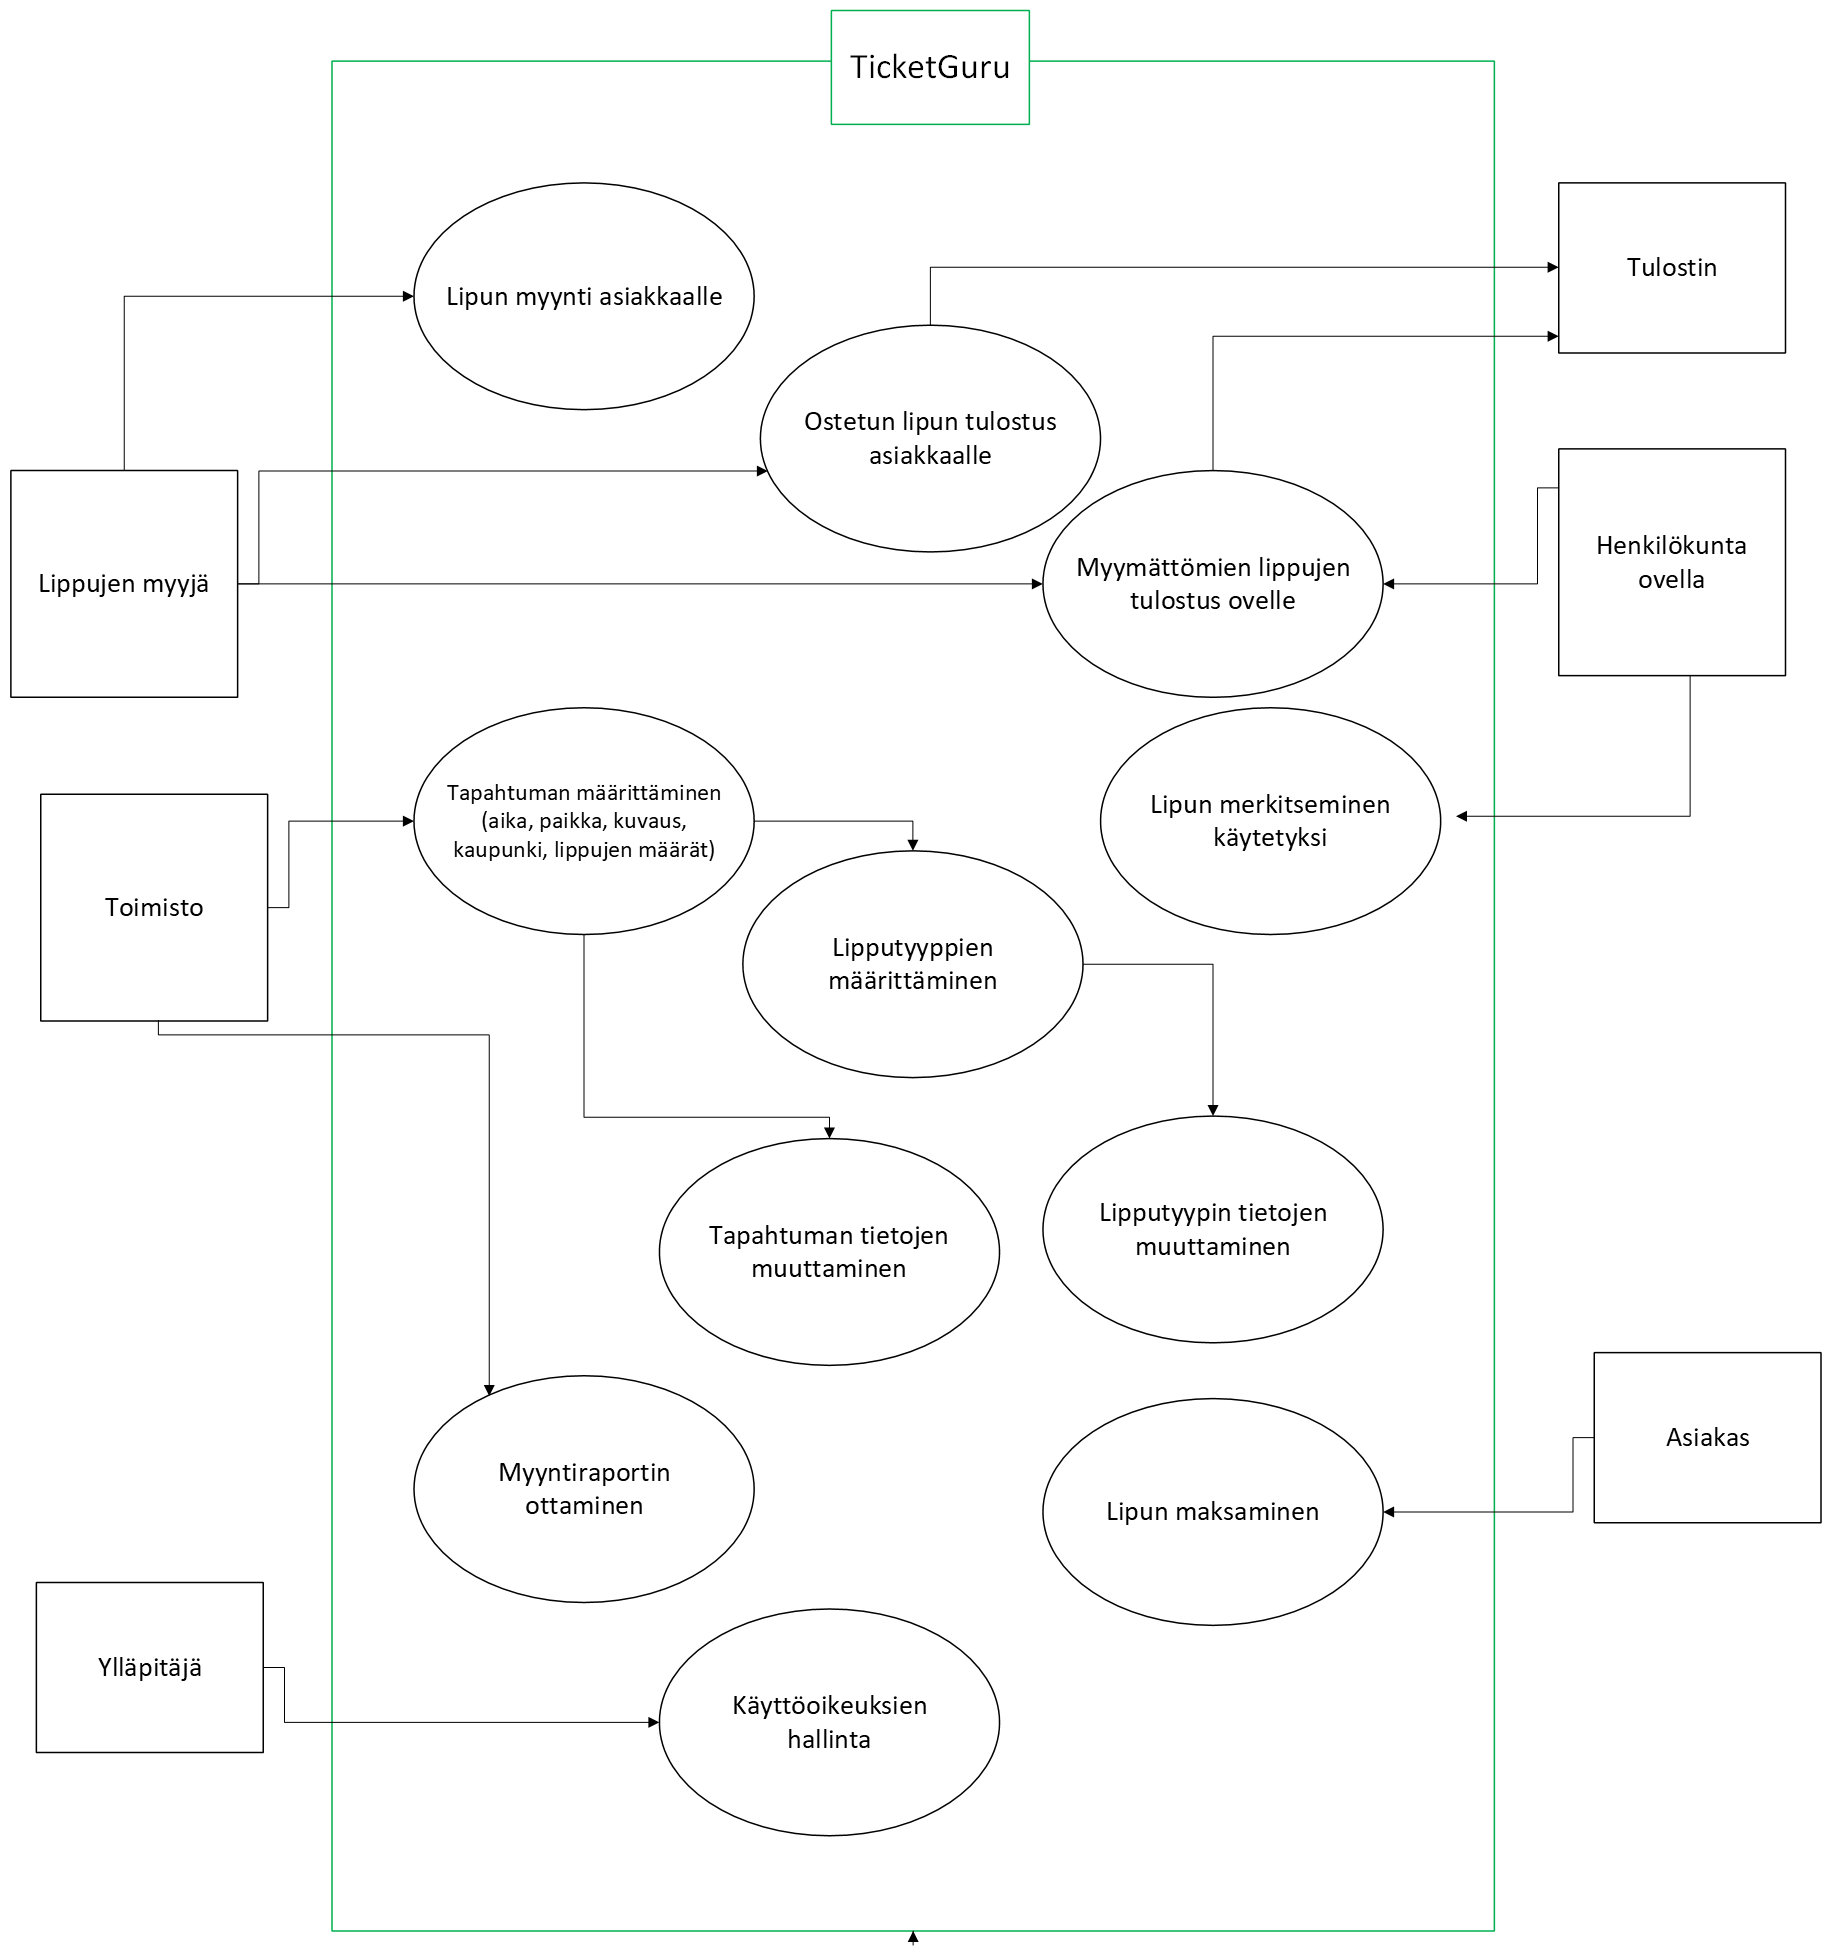 TicketGuru
Lipun myynti asiakkaalle
Tulostin
Ostetun lipun tulostus
asiakkaalle
Lippujen myyjä
Myymättömien lippujen
tulostus ovelle
Henkilökunta
ovella
Tapahtuman määrittäminen
(aika, paikka, kuvaus,
kaupunki, lippujen määrät)
Lipun merkitseminen
käytetyksi
Toimisto
Lipputyyppien
määrittäminen
Tapahtuman tietojen
muuttaminen
Lipputyypin tietojen
muuttaminen
Myyntiraportin
ottaminen
Lipun maksaminen
Asiakas
Ylläpitäjä
Käyttöoikeuksien
hallinta